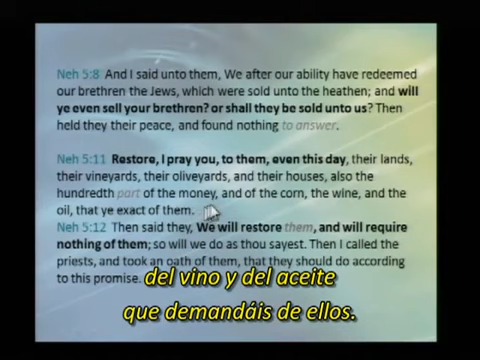 Neh 5:8 And I said unto them, We after our ability have redeemed
our brethren the Jews, which were sold unto the heathen; and will
ye even sell your brethren? or shall they be sold unto us? Then
held they their peace, and found nothing to answer.
Neh 5:11 Restore, I pray you, to them, even this day, their lands,
their vineyards, their oliveyards, and their houses, also the
hundredth part of the money, and of the corn, the wine, and the
oil, that ye exact of them.
Neh 5:12 Then said they, We will restore them, and will require
nothing of them; so will we do as thou sayest. Then I called the
priests, and took an oath of them, that they should do according
to this promise.
del vino y del aceite
que demandáis de ellos.